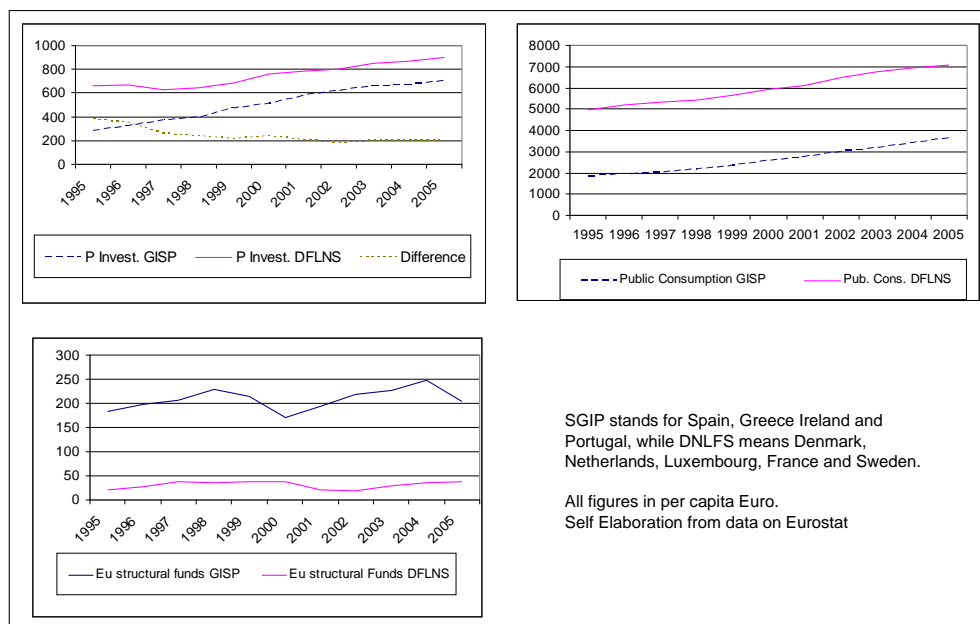 1000
800
600
400
200
0
1995 1996 1997 1998 1999 2000 2001 2002 2003 2004 2005
P Invest. GISP P Invest. DFLNS Difference
8000
7000
6000
5000
4000
3000
2000
1000
0
1995 1996 1997 1998 1999 2000 2001 2002 2003 2004 2005
Public Consumption GISP Pub. Cons. DFLNS
300
250
200
150
100
50
0
1995 1996 1997 1998 1999 2000 2001 2002 2003 2004 2005
Eu structural funds GISP Eu structural Funds DFLNS
SGIP stands for Spain, Greece Ireland and
Portugal, while DNLFS means Denmark,
Netherlands, Luxembourg, France and Sweden.
All figures in per capita Euro.
Self Elaboration from data on Eurostat